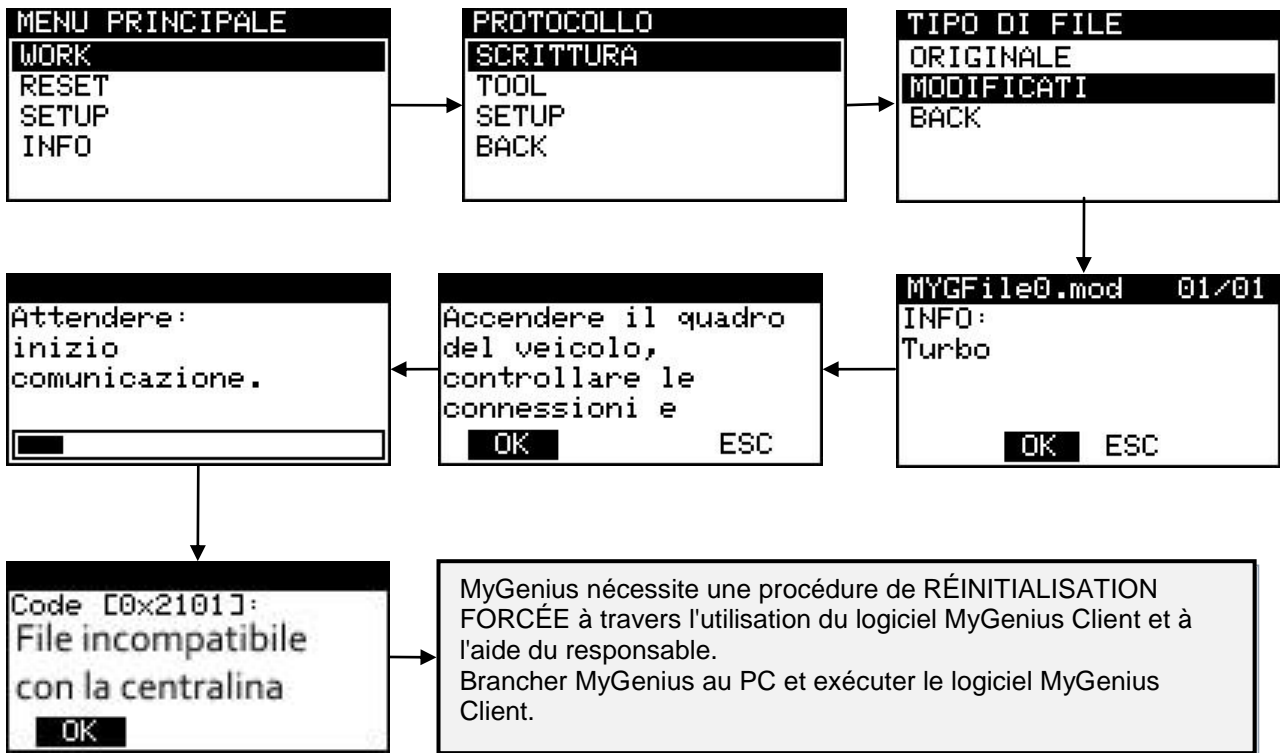 MENU PRINCIPALE
WORK
RESET
SETUP
INFO
PROTOCOLLO
SCRITTURA
TOOL
SETUP
BACK
TIPO DI FILE
ORIGINALE
MODIFICATI
BACK
MYGFile0.mod 01/01
INFO:
Turbo
OK ESC
Accendere il quadro
del veicolo,
controllare le
connessioni e
OK ESC
Attendere:
inizio
comunicazione.
Code [0x2101]:
File incompatibile
con la centralina
OK
MyGenius nécessite une procédure de RÉINITIALISATION
FORCÉE à travers l'utilisation du logiciel MyGenius Client et à
l'aide du responsable.
Brancher MyGenius au PC et exécuter le logiciel MyGenius
Client.